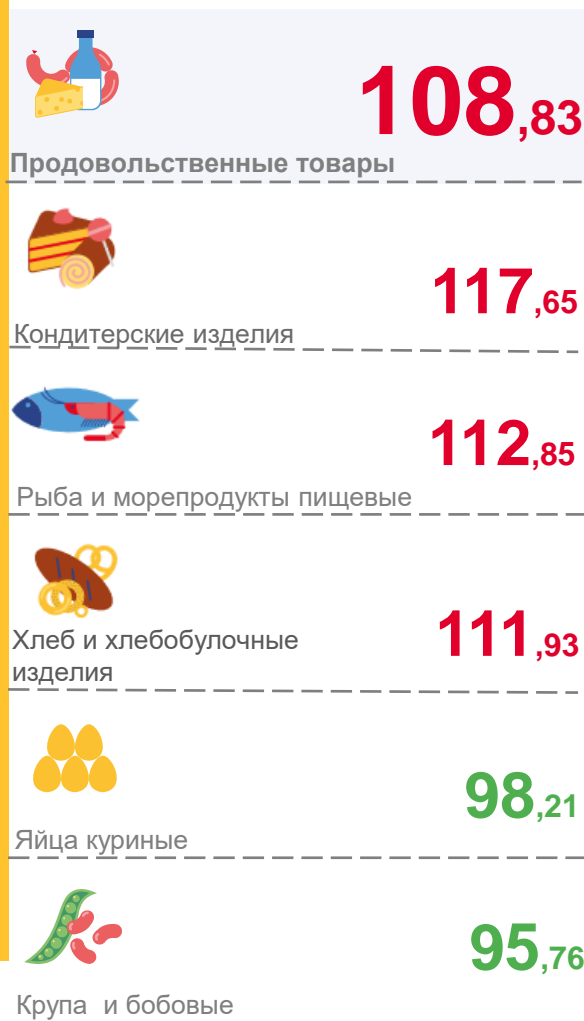 108,83
Продовольственные товары
117,65
Кондитерские изделия
112,85
Рыба и морепродукты пищевые
111,93
Хлеб и хлебобулочные
изделия
98,21
Яйца куриные
95,76
Крупа и бобовые